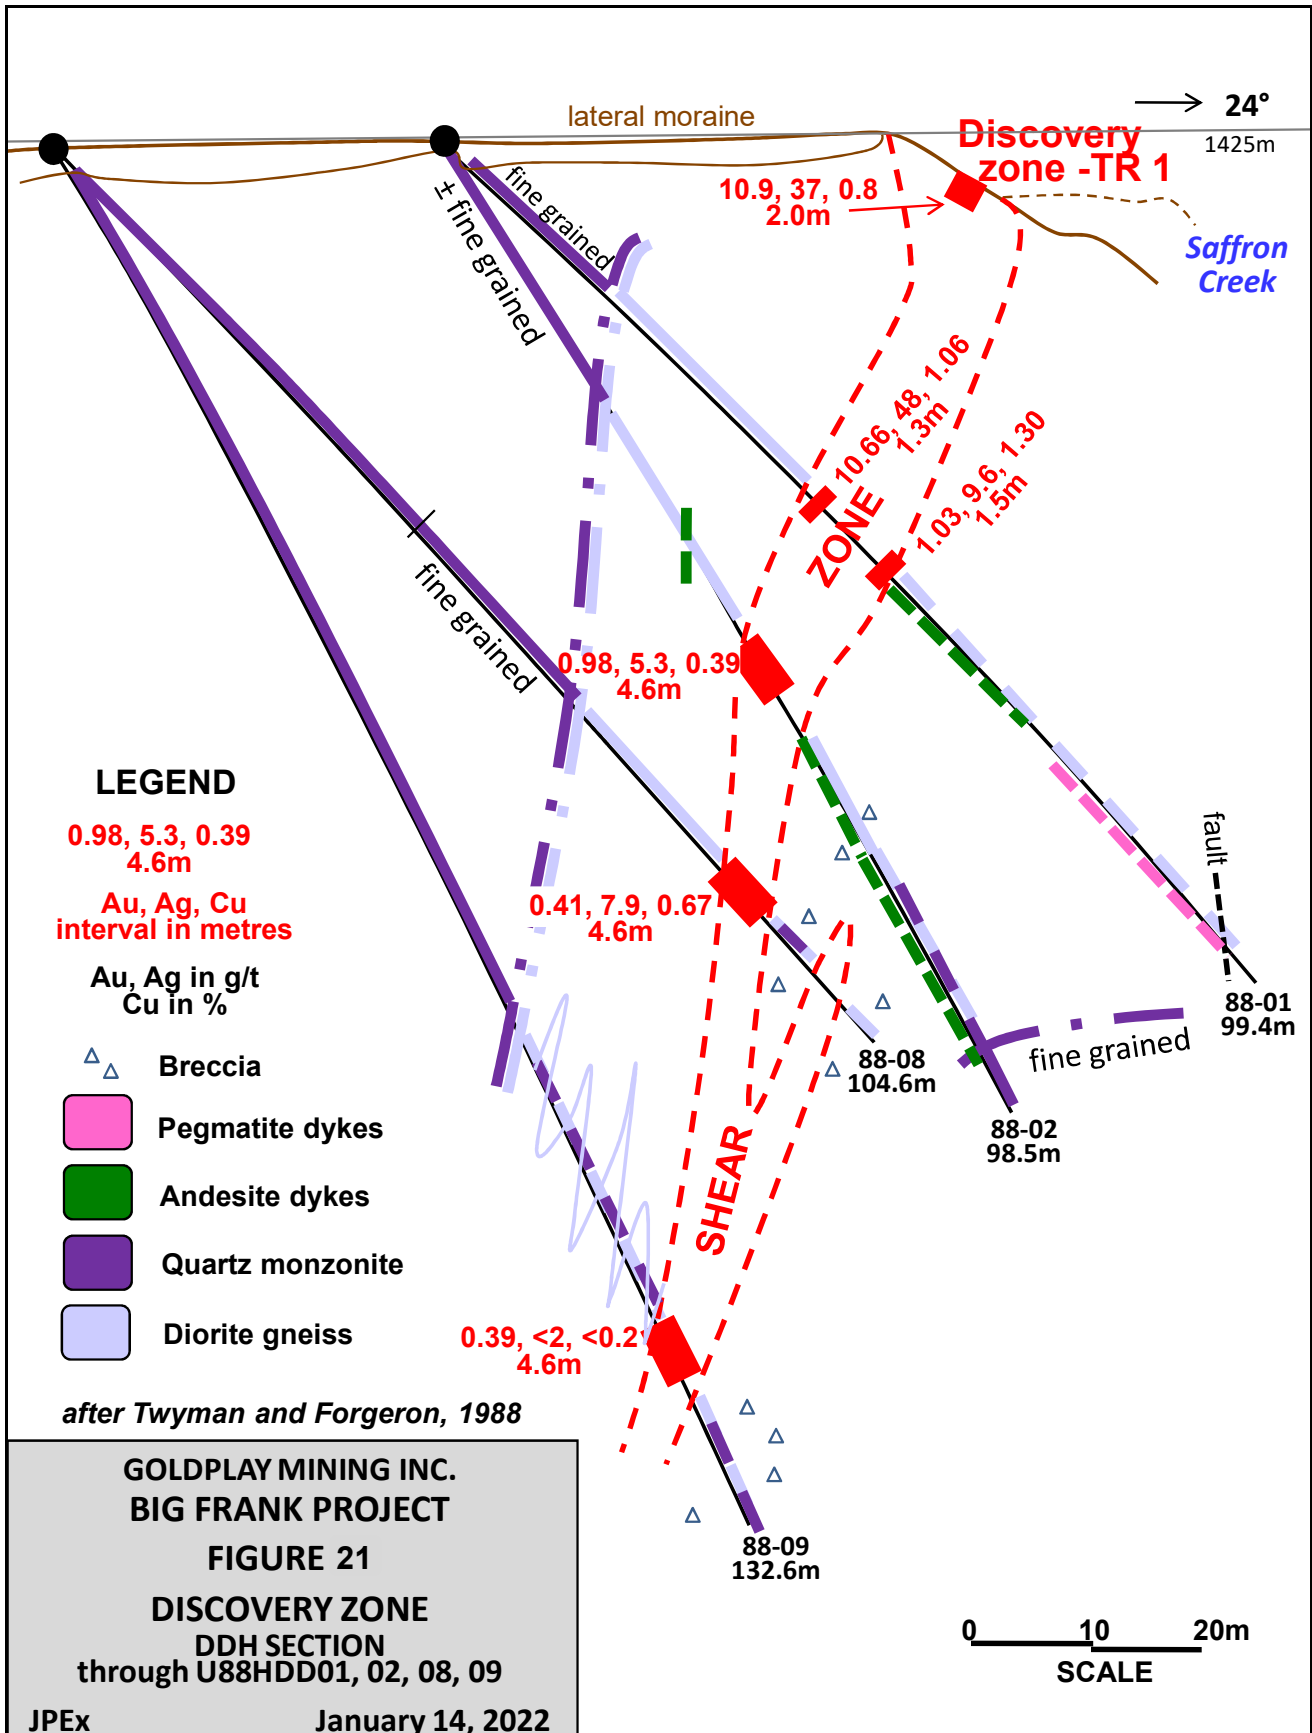 lateral moraine
24°
1425m
Discovery
zone -TR 1
10.9, 37, 0.8
2.0m
Saffron
Creek
fine grained
± fine grained
10.66, 48, 1.06
1.3m
1.03, 9.6, 1.30
1.5m
ZONE
fine grained
0.98, 5.3, 0.39
4.6m
0.41, 7.9, 0.67
4.6m
fault
88-01
99.4m
fine grained
88-08
104.6m
88-02
98.5m
SHEAR
0.39, <2, <0.2
4.6m
88-09
132.6m
LEGEND
0.98, 5.3, 0.39
4.6m
Au, Ag, Cu
interval in metres
Au, Ag in g/t
Cu in %
Breccia
Pegmatite dykes
Andesite dykes
Quartz monzonite
Diorite gneiss
after Twyman and Forgeron, 1988
GOLDPLAY MINING INC.
BIG FRANK PROJECT
FIGURE 21
DISCOVERY ZONE
DDH SECTION
through U88HDD01, 02, 08, 09
JPEx January 14, 2022
0 10 20m
SCALE